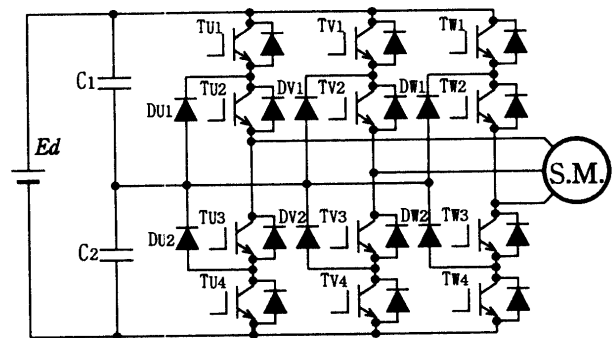 TU1 TV1 TW1
C1 TU2 DV1 TV2 DW1 TW2
DU1
Ed
S.M.
TU3 DV2 TV3 DW2 TW3
C2 DU2
TU4 TV4 TW4